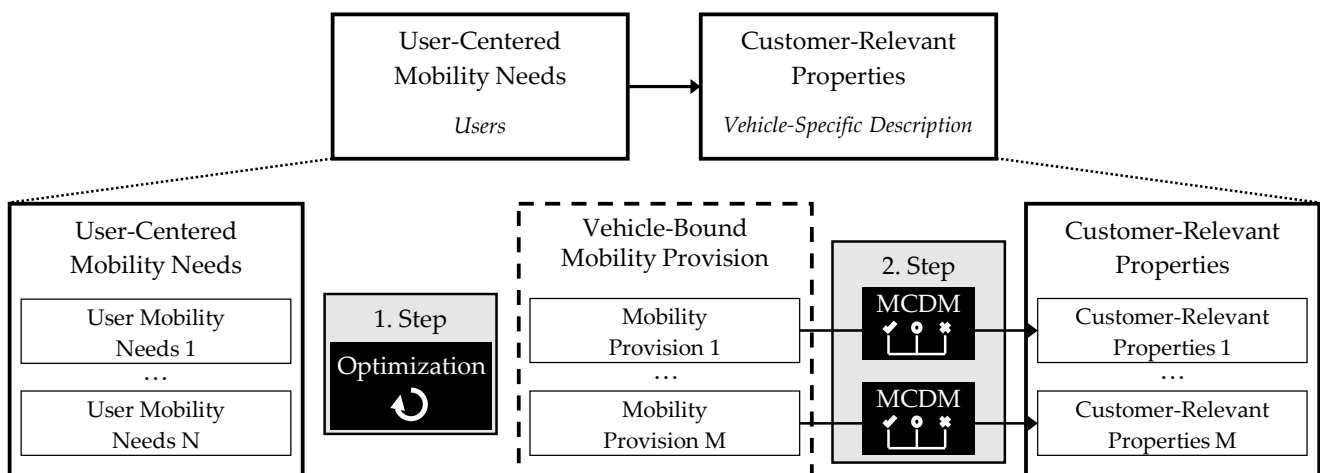 User-Centered
Mobility Needs
Users
Customer-Relevant
Properties
Vehicle-Specific Description
User-Centered
Mobility Needs
User Mobility
Needs 1
...
User Mobility
Needs N
1. Step
Optimization
Vehicle-Bound
Mobility Provision
Mobility
Provision 1
...
Mobility
Provision M
2. Step
MCDM
MCDM
Customer-Relevant
Properties
Customer-Relevant
Properties 1
...
Customer-Relevant
Properties M